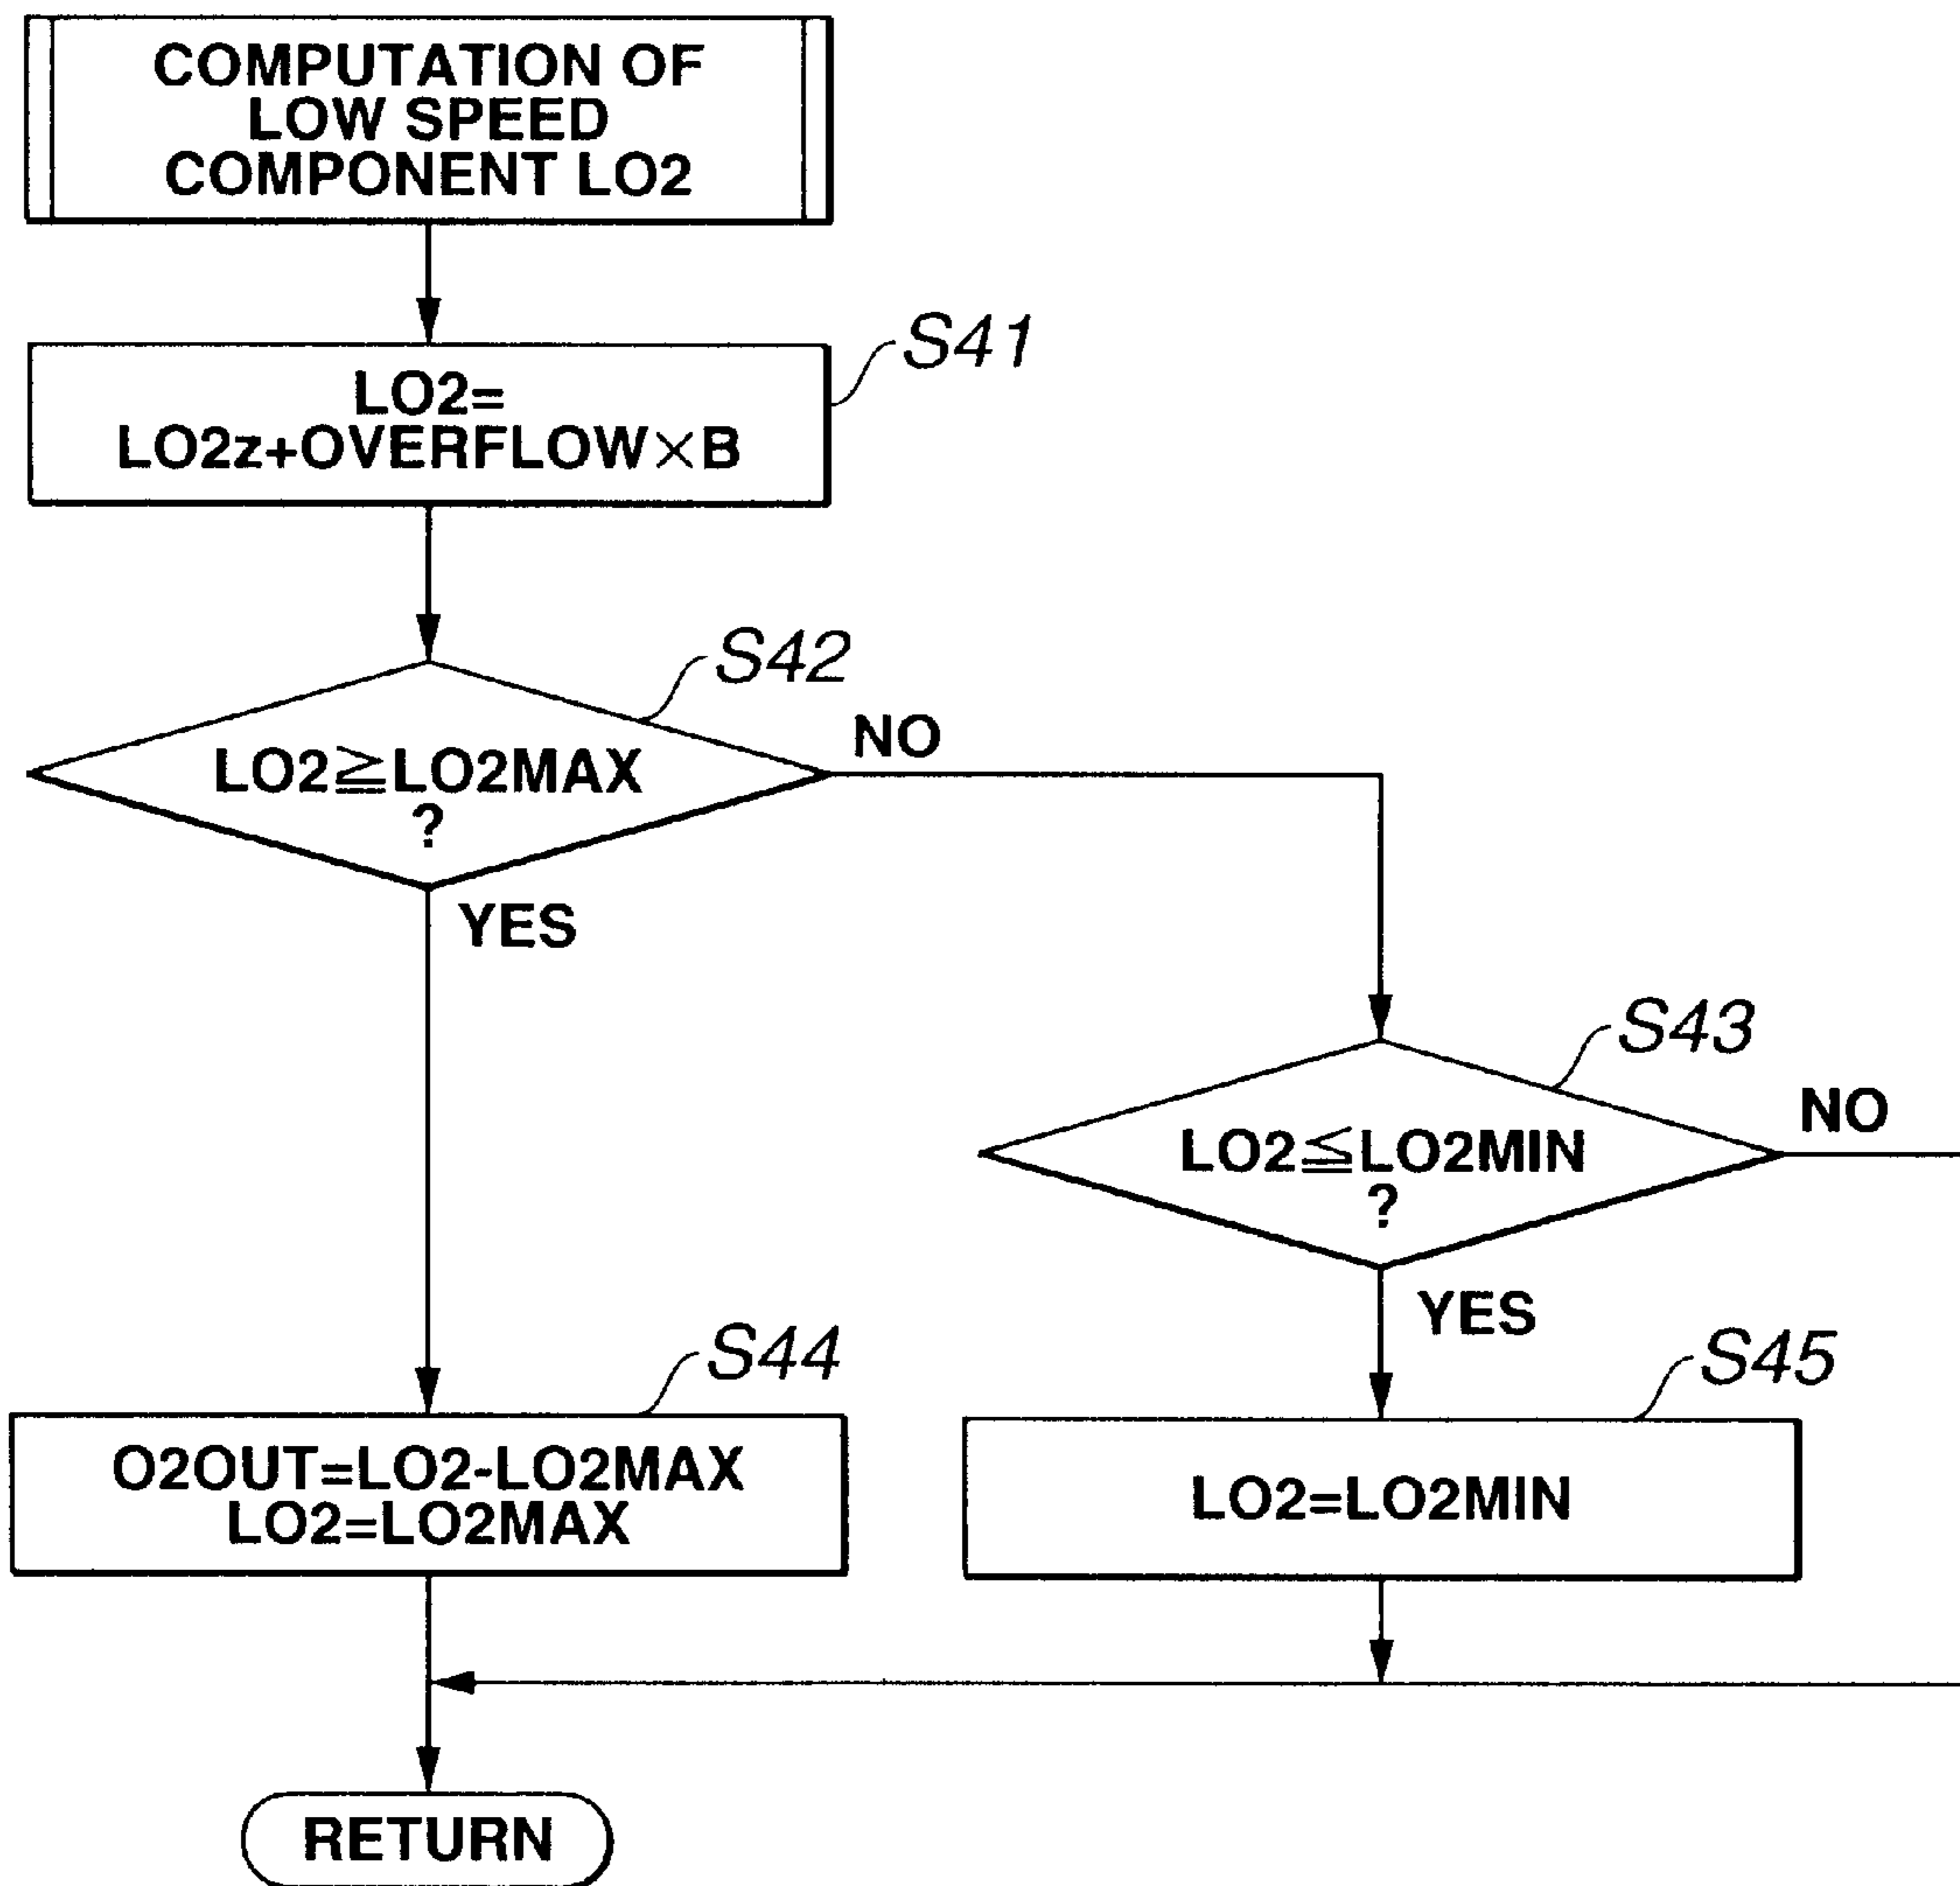 COMPUTATION OF
LOW SPEED
COMPONENT LO2
S41
LO2=
LO2z+OVERFLOW×B
S42
LO2≧LO2MAX
?
NO
YES
S43
LO2≦LO2MIN
?
NO
YES
S44
O2OUT=LO2-LO2MAX
LO2=LO2MAX
S45
LO2=LO2MIN
RETURN